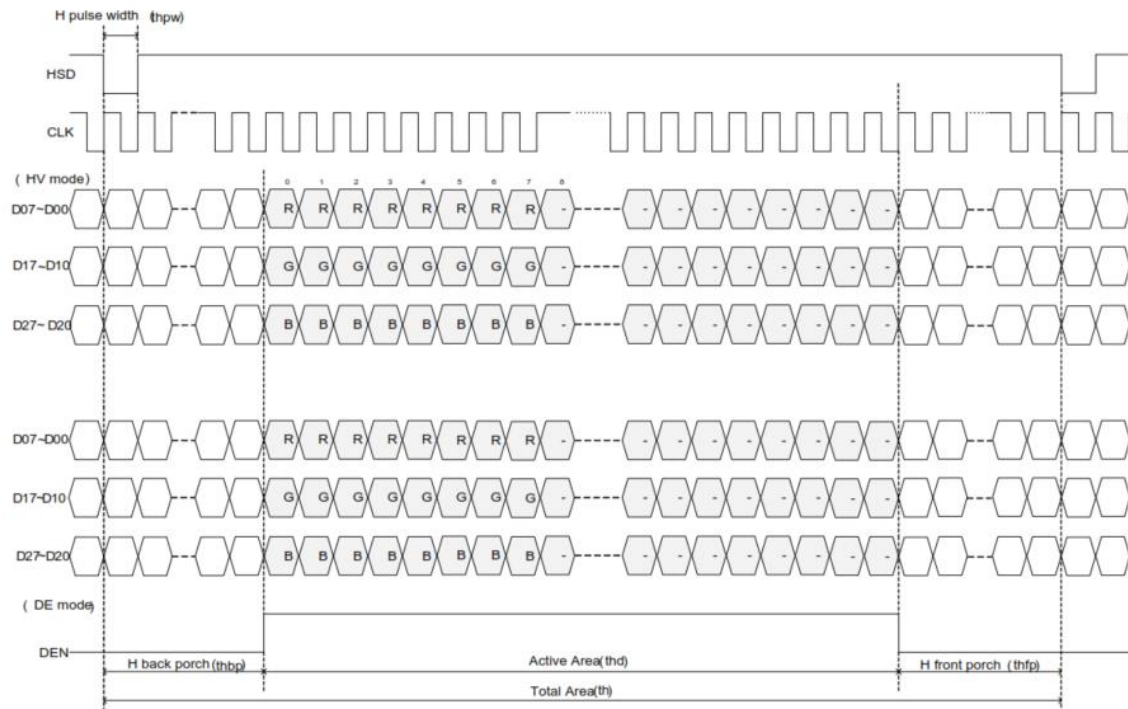 H pulse width (thpw)
HSD
CLK
( HV mode)
0 1 2 3 4 5 6 7 8
D07~D00 R R R R R R R R - - - - - - - - -
D17~D10 G G G G G G G G - - - - - - - - -
D27~ D20 B B B B B B B B - - - - - - - - -
D07~D00 R R R R R R R R - - - - - - - - -
D17~D10 G G G G G G G G - - - - - - - - -
D27~D20 B B B B B B B B - - - - - - - - -
( DE mode)
DEN
H back porch (thbp) Active Area(thd) H front porch (thfp)
Total Area(th)